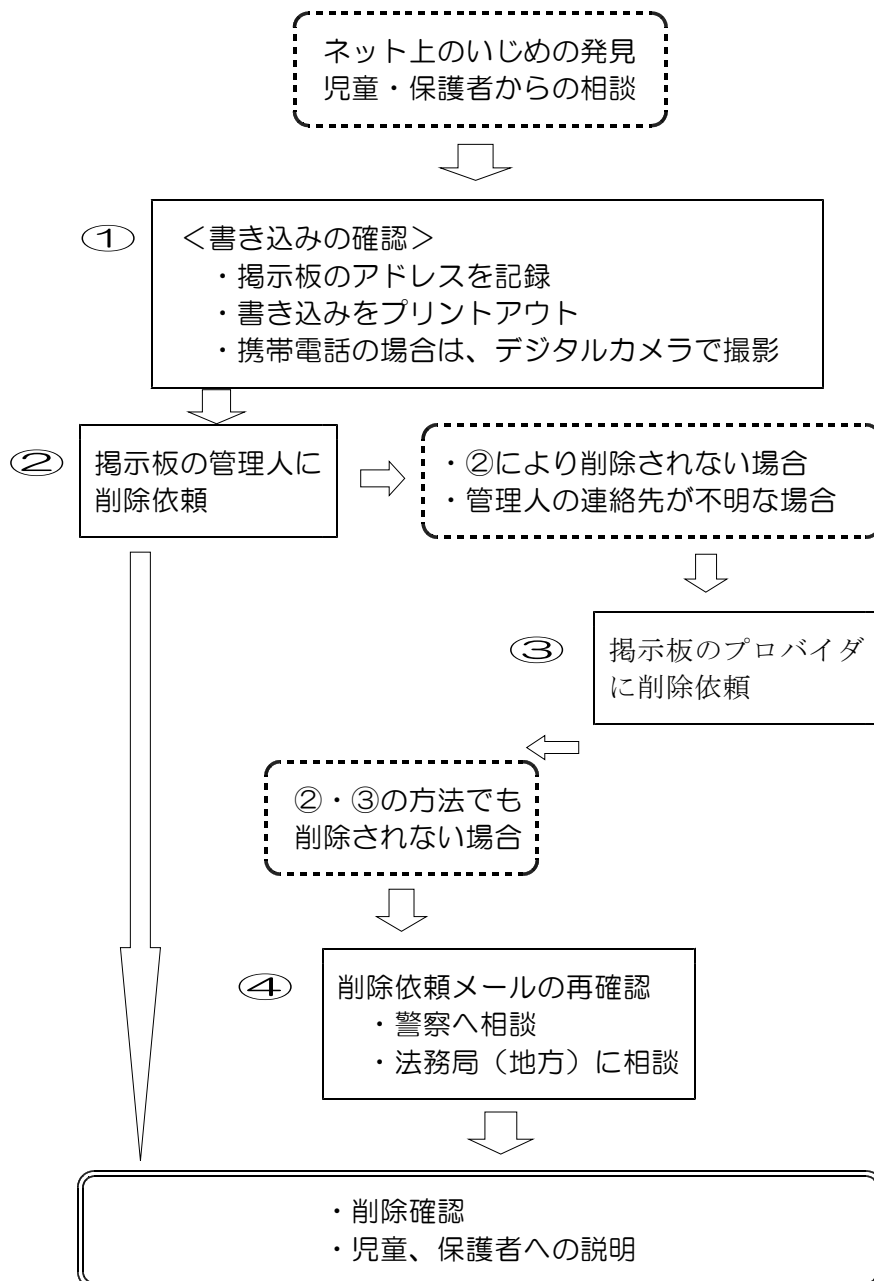 ネット上のいじめの発見
児童・保護者からの相談
① ＜書き込みの確認＞
・掲示板のアドレスを記録
・書き込みをプリントアウト
・携帯電話の場合は、デジタルカメラで撮影
② 掲示板の管理人に
削除依頼
・②により削除されない場合
・管理人の連絡先が不明な場合
③ 掲示板のプロバイダ
に削除依頼
②・③の方法でも
削除されない場合
④ 削除依頼メールの再確認
・警察へ相談
・法務局（地方）に相談
・削除確認
・児童、保護者への説明